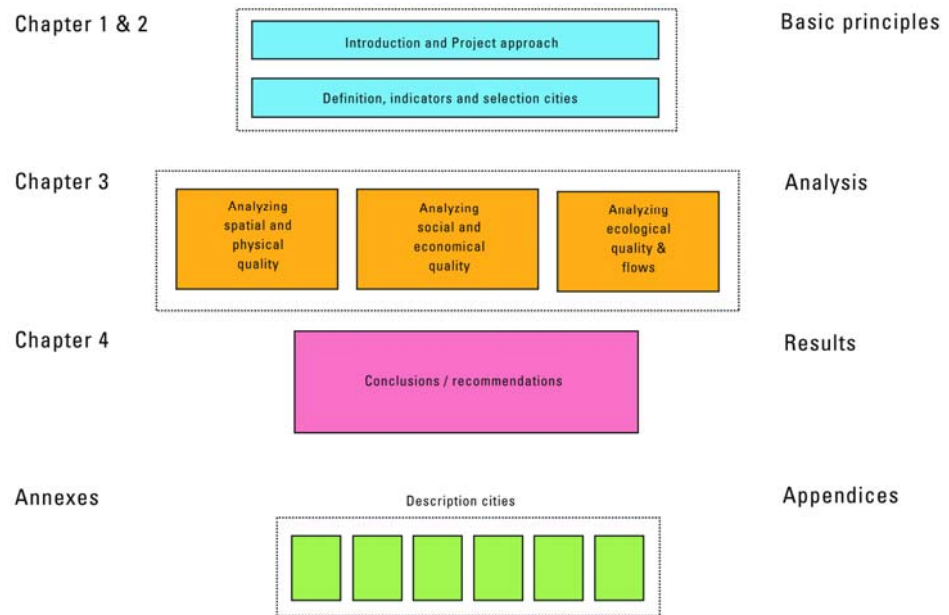 Chapter 1 & 2
Basic principles
Introduction and Project approach
Definition, indicators and selection cities
Chapter 3
Analysis
Analyzing
spatial and
physical
quality
Analyzing
social and
economical
quality
Analyzing
ecological
quality &
flows
Chapter 4
Results
Conclusions / recommendations
Annexes
Description cities
Appendices